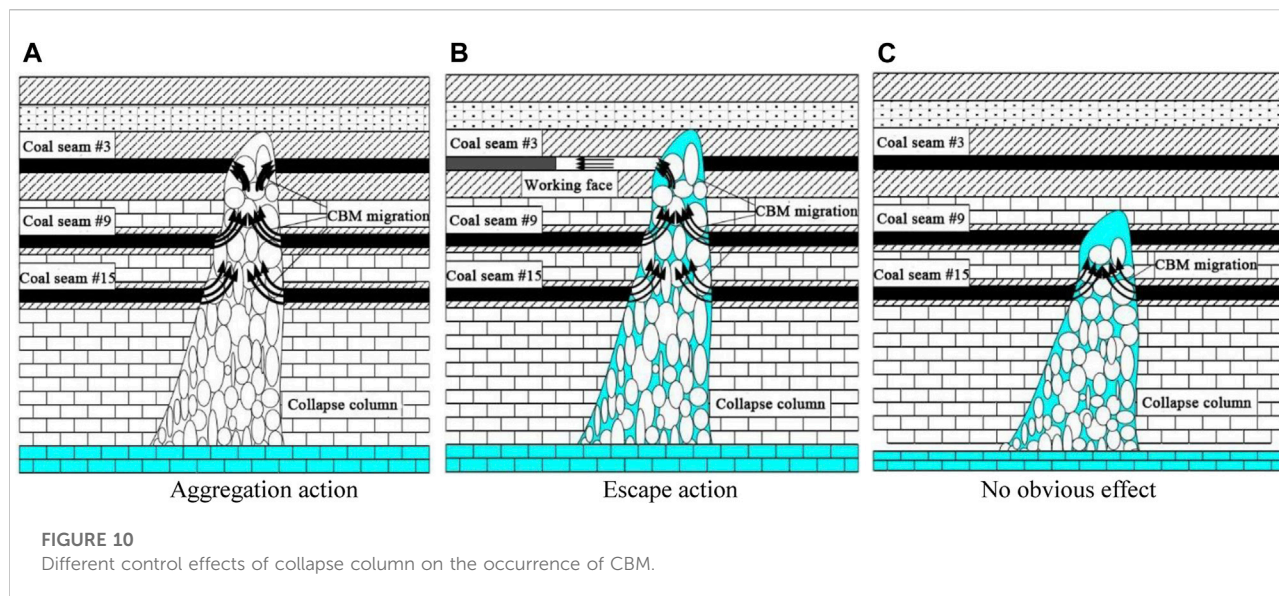 A
B
C
Coal seam #3
Coal seam #9
CBM migration
Coal seam #15
Collapse column
Aggregation action
Coal seam #3
Working face
Coal seam #9
CBM migration
Coal seam #15
Collapse column
Escape action
Coal seam #3
Coal seam #9
Coal seam #15
CBM migration
Collapse column
No obvious effect
FIGURE 10
Different control effects of collapse column on the occurrence of CBM.